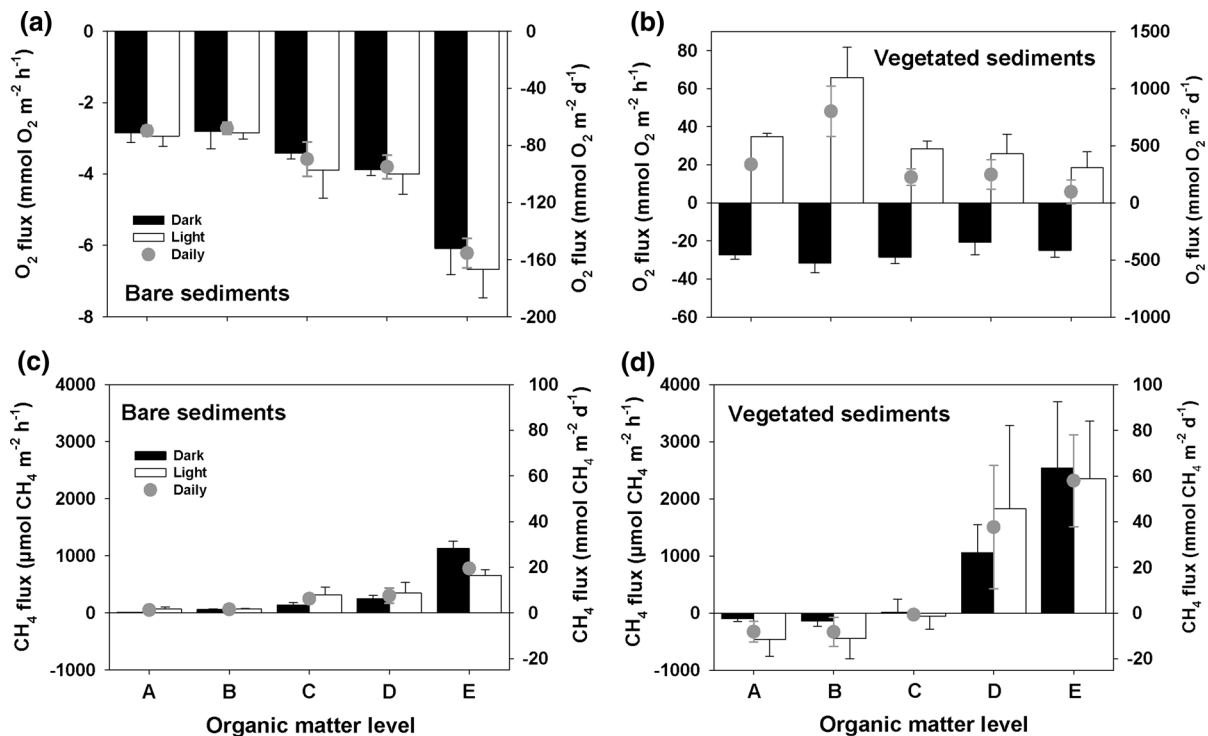 (a)
O2 flux (mmol O2 m-2 h-1)
0
-2
-4
-6
-8
Dark
Light
Daily
Bare sediments
0
-40
-80
-120
-160
-200
O2 flux (mmol O2 m-2 d-1)
(b)
O2 flux (mmol O2 m-2 h-1)
80
60
40
20
0
-20
-40
-60
Vegetated sediments
1500
1000
500
0
-500
-1000
O2 flux (mmol O2 m-2 d-1)
(c)
CH4 flux (µmol CH4 m-2 h-1)
4000
3000
2000
1000
0
-1000
Bare sediments
Dark
Light
Daily
100
80
60
40
20
0
-20
CH4 flux (mmol CH4 m-2 d-1)
A B C D E
Organic matter level
(d)
CH4 flux (µmol CH4 m-2 h-1)
4000
3000
2000
1000
0
-1000
Vegetated sediments
100
80
60
40
20
0
-20
CH4 flux (mmol CH4 m-2 d-1)
A B C D E
Organic matter level